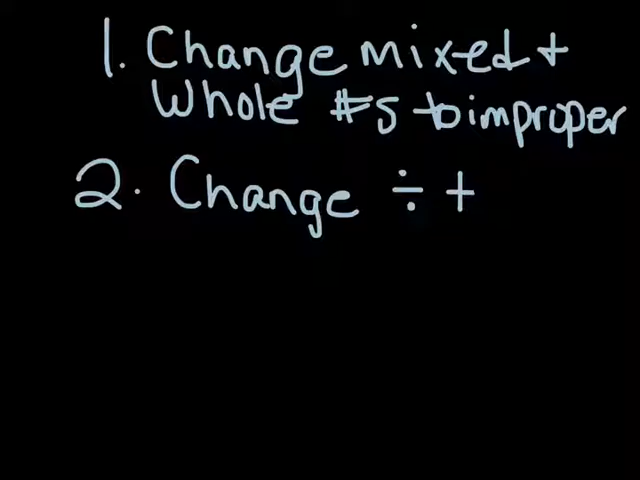 1. Change mixed +
Whole #s to improper
2. Change ÷ +